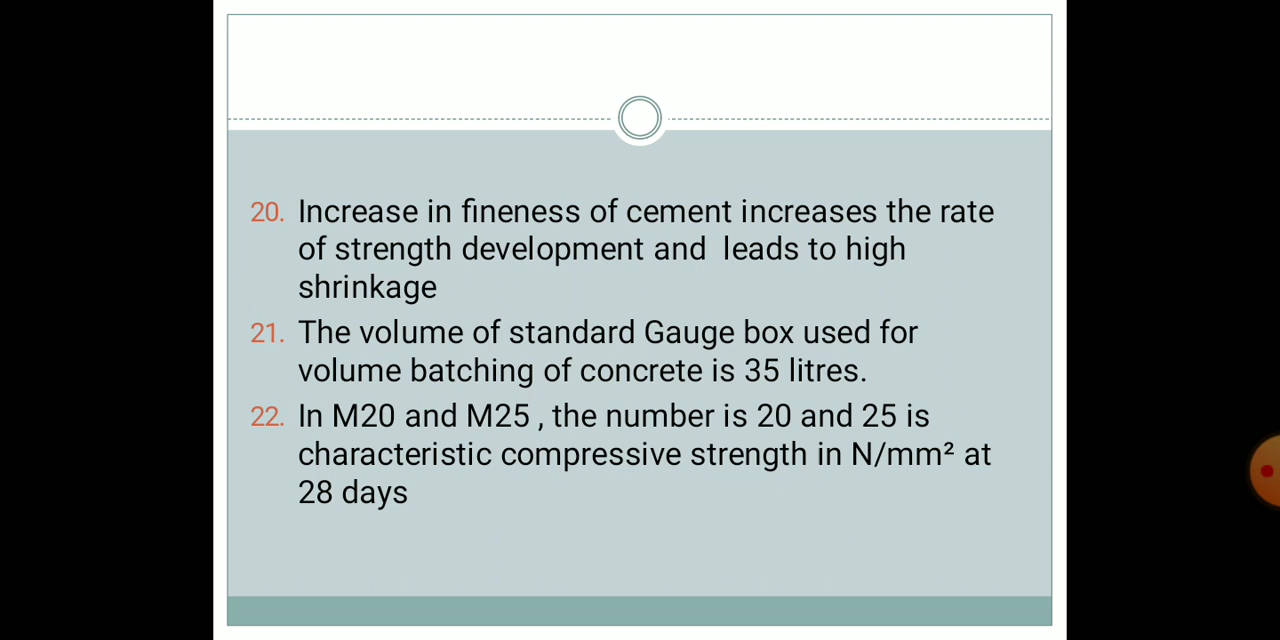 20. Increase in fineness of cement increases the rate
of strength development and  leads to high
shrinkage
21. The volume of standard Gauge box used for
volume batching of concrete is 35 litres.
22. In M20 and M25 , the number is 20 and 25 is
characteristic compressive strength in N/mm² at
28 days